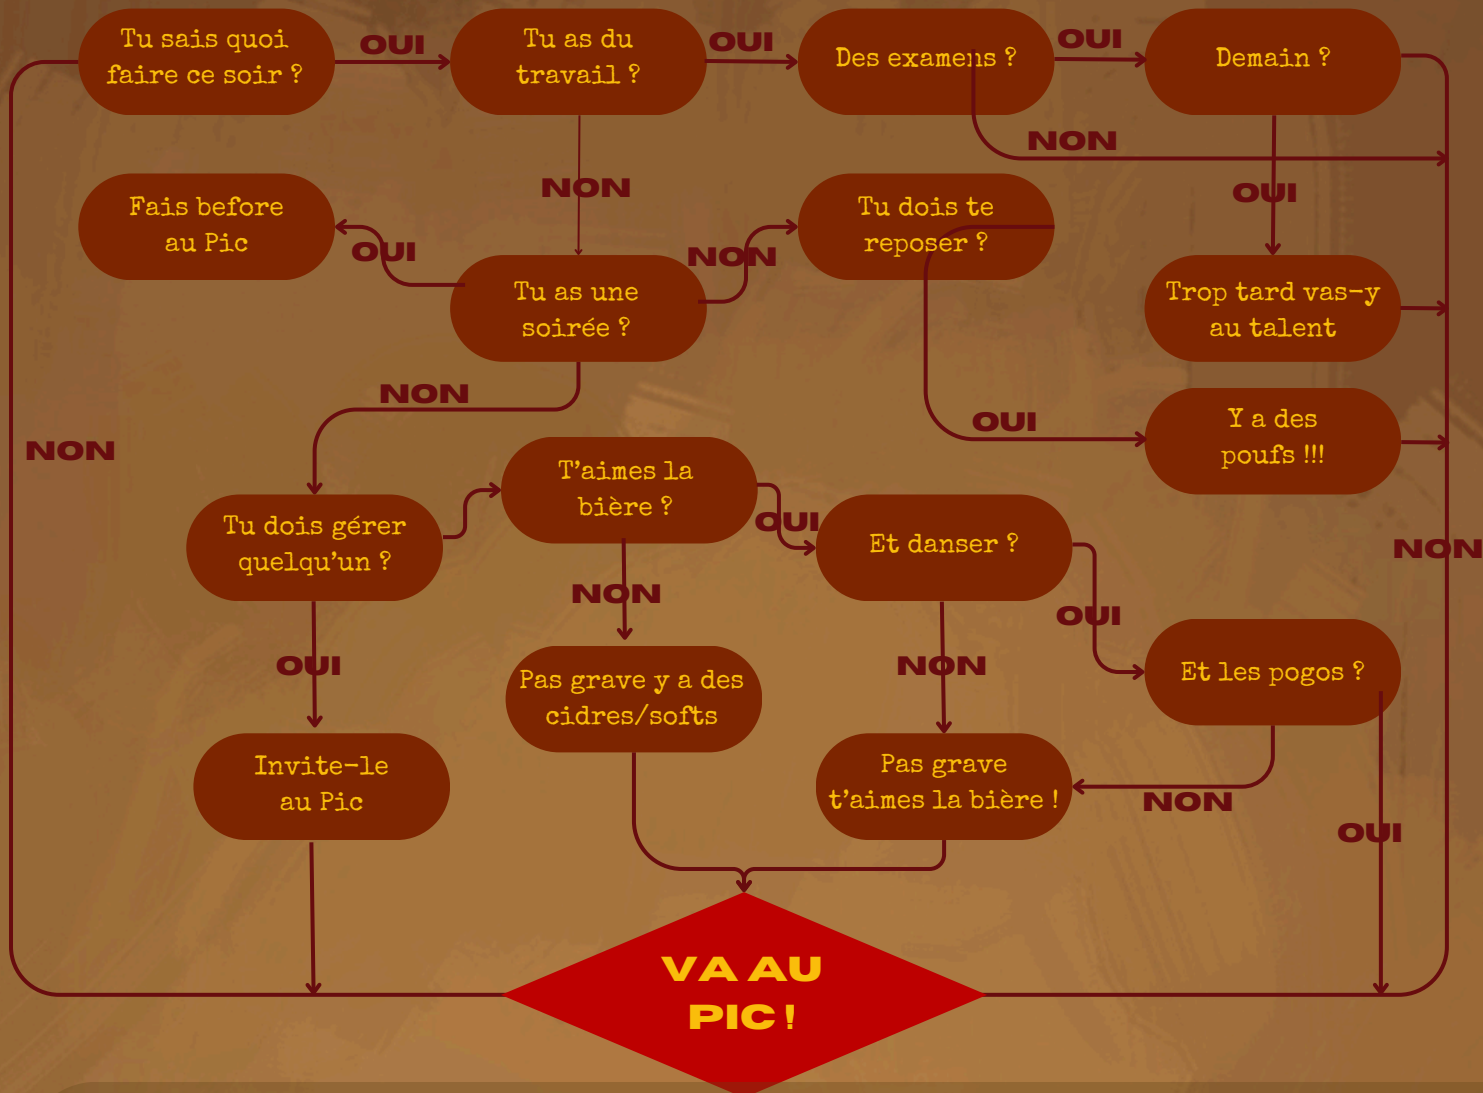 Tu sais quoi
faire ce soir ?
OUI
Tu as du
travail ?
OUI
Des examens ?
OUI
Demain ?
NON
NON
OUI
Fais before
au Pic
OUI
Tu as une
soirée ?
NON
Tu dois te
reposer ?
Trop tard vas-y
au talent
NON
OUI
Y a des
poufs !!!
NON
Tu dois gérer
quelqu'un ?
T'aimes la
bière ?
OUI
Et danser ?
NON
NON
OUI
OUI
NON
Et les pogos ?
Pas grave y a des
cidres/softs
Invite-le
au Pic
Pas grave
t'aimes la bière !
NON
OUI
VA AU
PIC !